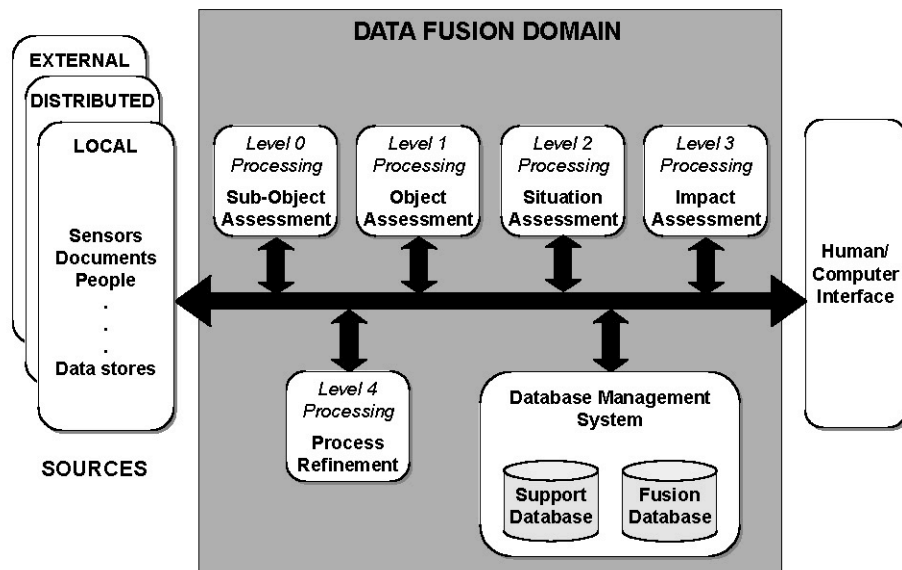 DATA FUSION DOMAIN
EXTERNAL
DISTRIBUTED
LOCAL
Sensors
Documents
People
.
.
.
Data stores
SOURCES
Level 0
Processing
Sub-Object
Assessment
Level 1
Processing
Object
Assessment
Level 2
Processing
Situation
Assessment
Level 3
Processing
Impact
Assessment
Human/
Computer
Interface
Level 4
Processing
Process
Refinement
Database Management
System
Support
Database
Fusion
Database